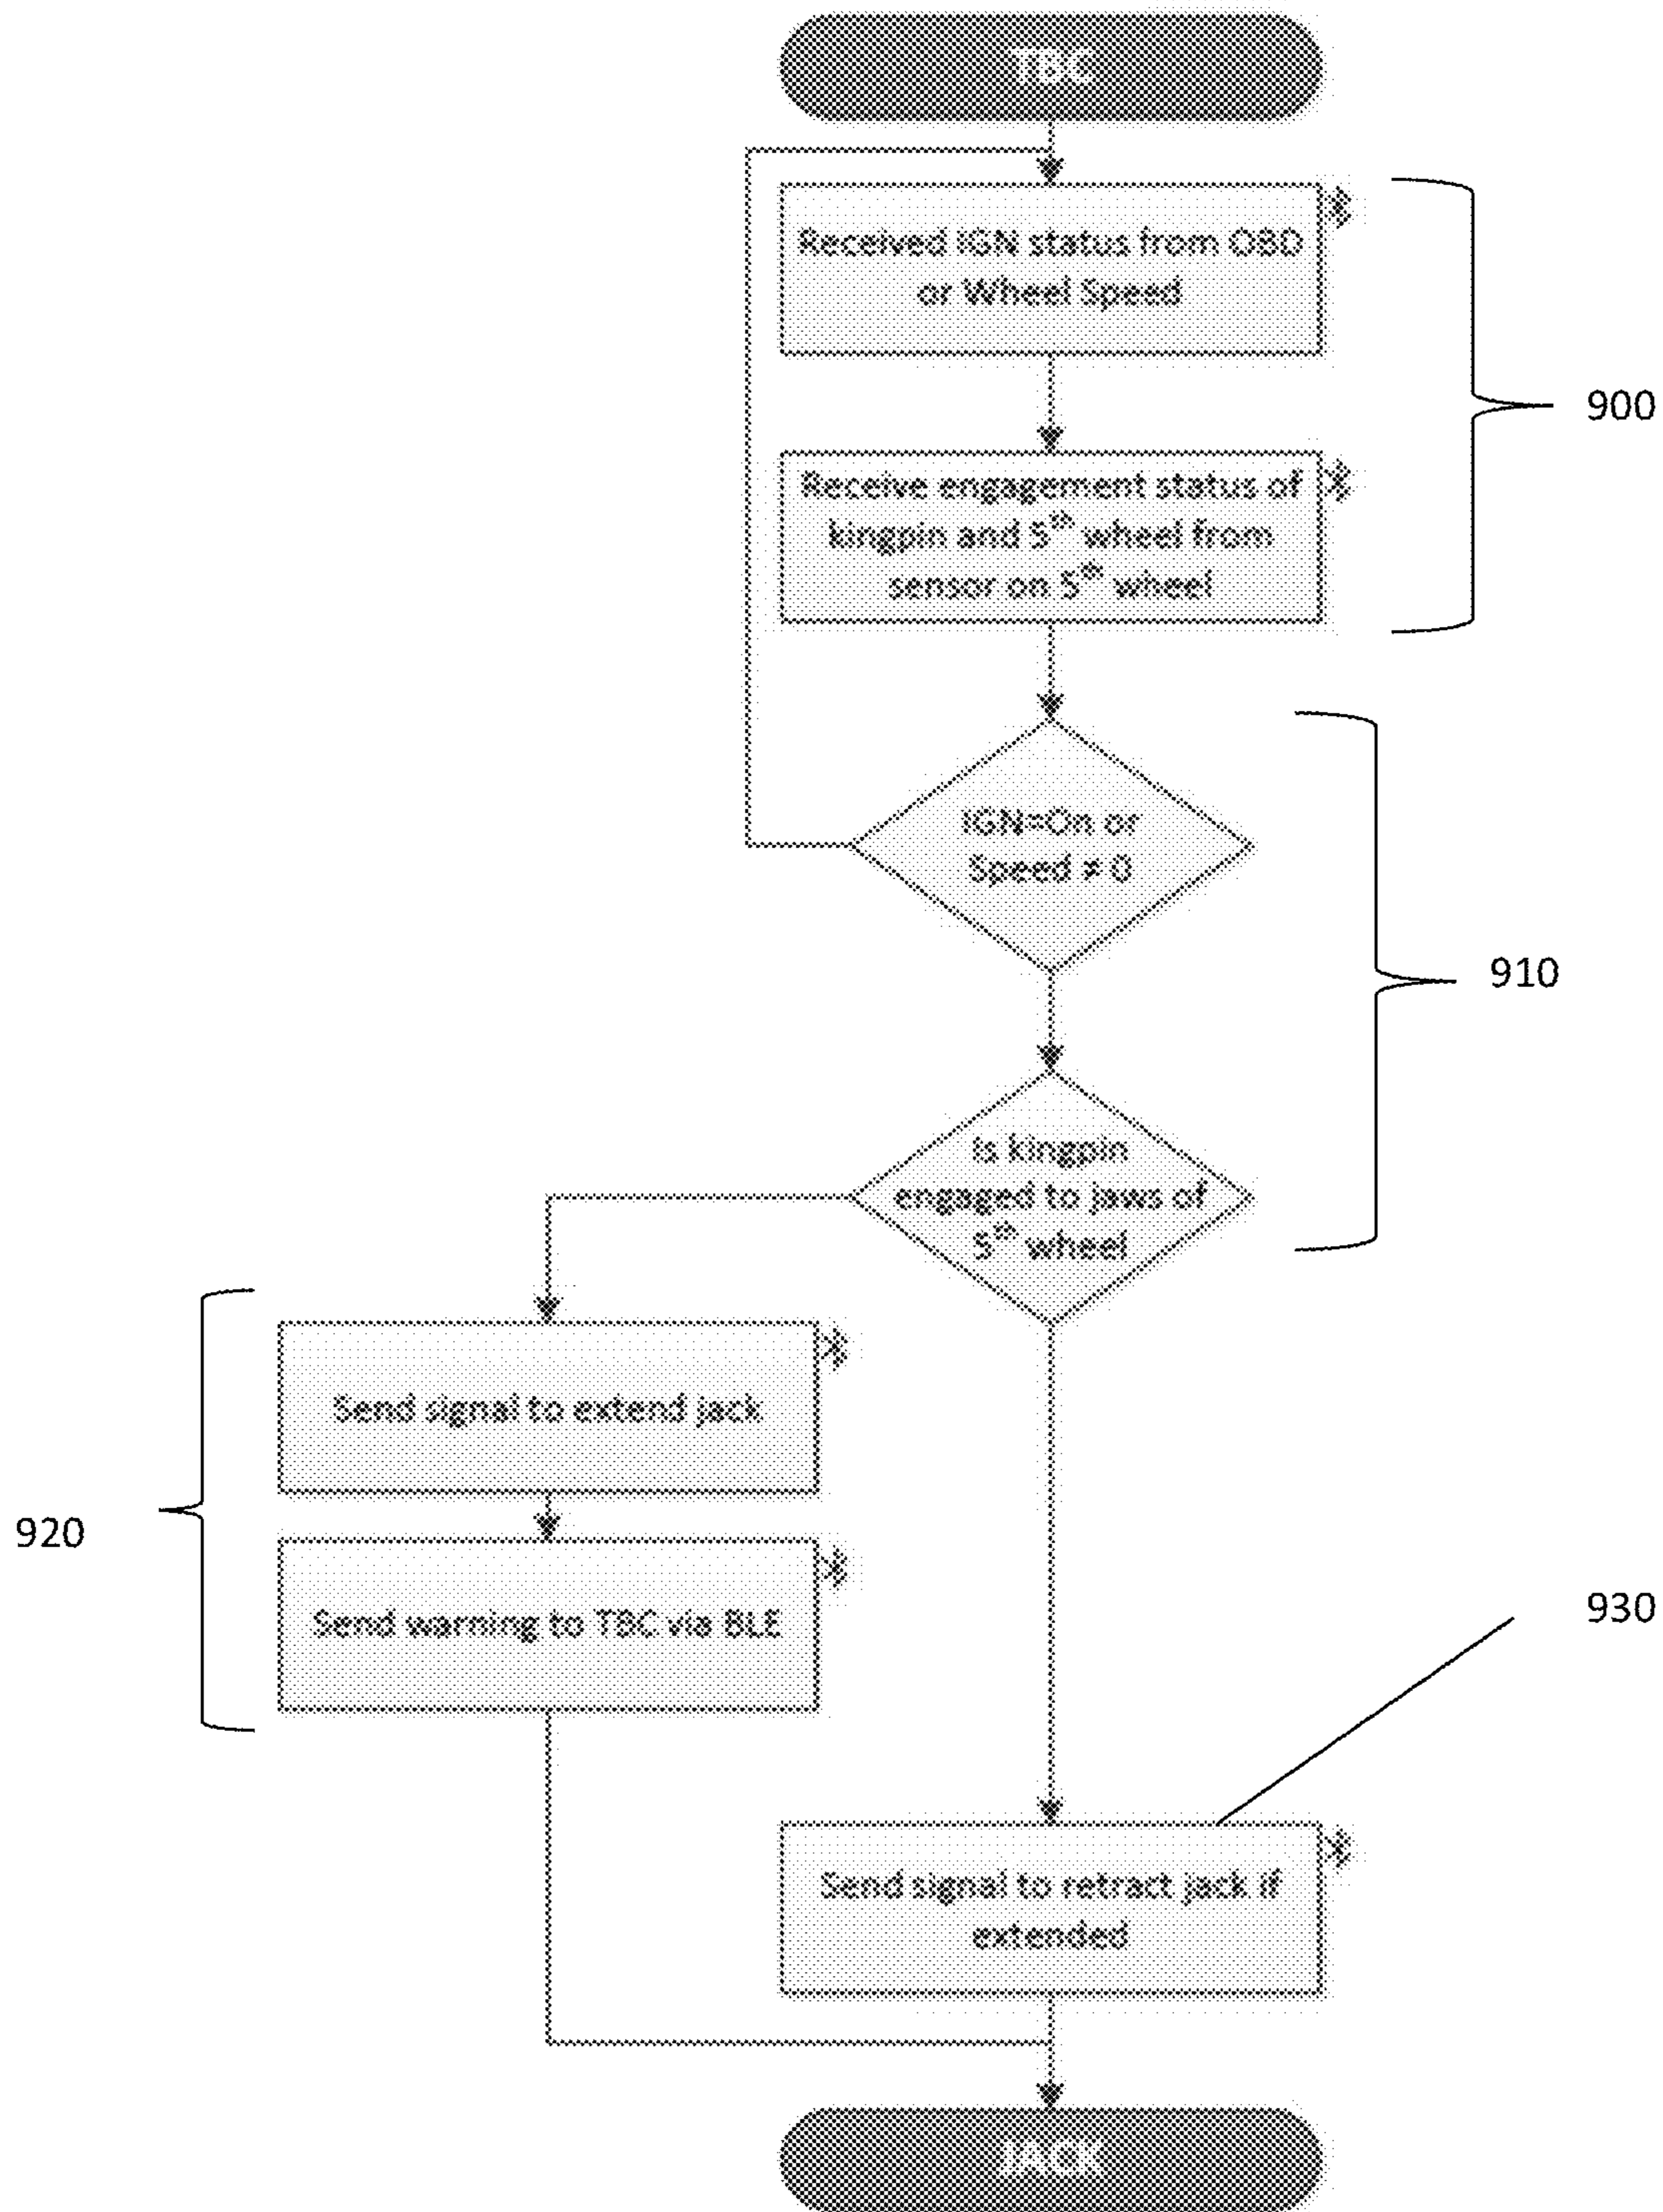 TBC
Received IGN status from OBD
or Wheel Speed
900
Receive engagement status of
kingpin and 5th wheel from
sensor on 5th wheel
IGN=On or
Speed ≠ 0
910
Is kingpin
engaged to jaws of
5th wheel
Send signal to extend jack
920
Send warning to TBC via BLE
930
Send signal to retract jack if
extended
JACK